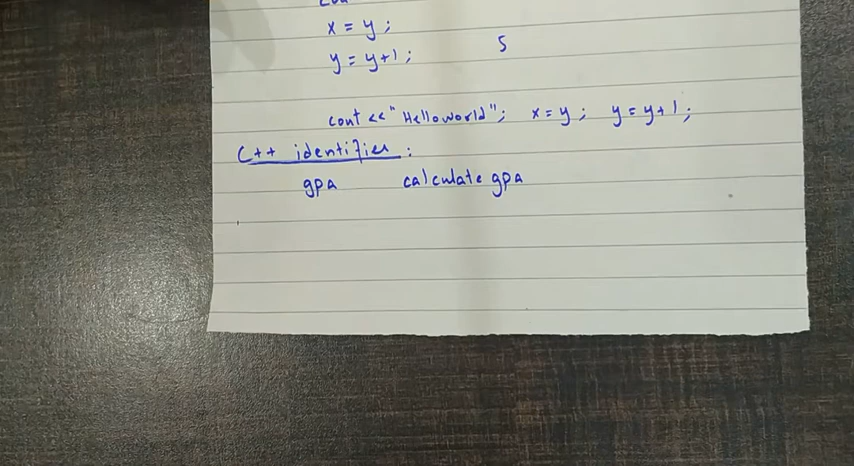 x = y ;
y = y+1 ; 5
cout << "Helloworld"; x = y ; y = y+1 ;
C++ identifier :
gpa calculate gpa